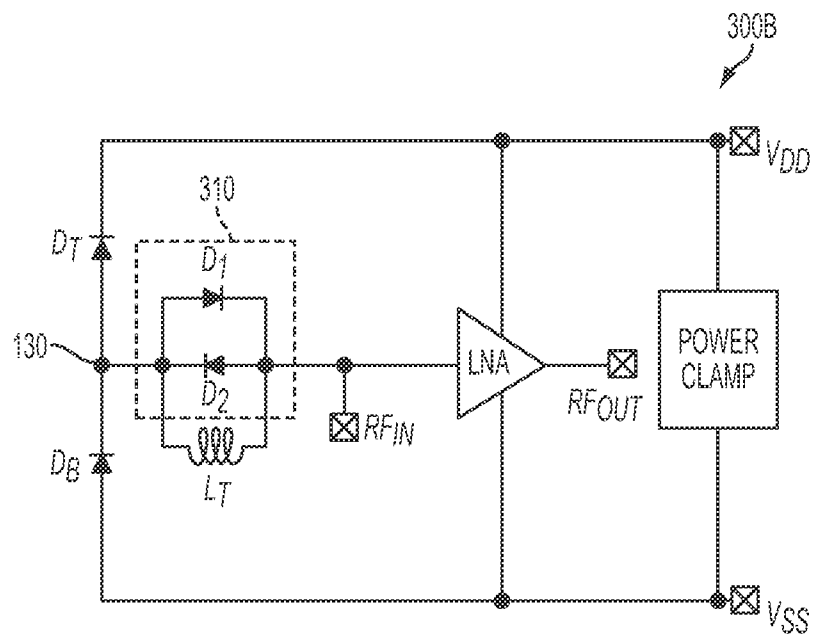 300B
VDD
310
DT
D1
130
LNA
POWER
CLAMP
D2
RFIN
RFOUT
DB
LT
VSS